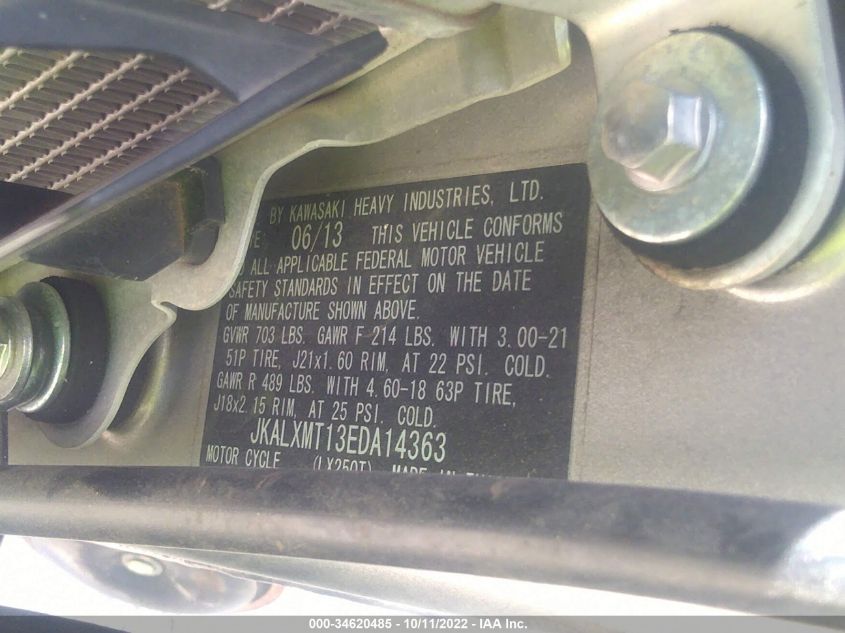 BY KAWASAKI HEAVY INDUSTRIES, LTD.
06/13 THIS VEHICLE CONFORMS
ALL APPLICABLE FEDERAL MOTOR VEHICLE
SAFETY STANDARDS IN EFFECT ON THE DATE
OF MANUFACTURE SHOWN ABOVE.
GVWR 703 LBS. GAWR F 214 LBS. WITH 3.00-21
51P TIRE, J21x1.60 RIM, AT 22 PSI. COLD.
GAWR R 489 LBS. WITH 4.60-18 63P TIRE,
J18x2.15 RIM, AT 25 PSI. COLD.
JKALXMT13EDA14363
MOTOR CYCLE (LX250T) MADE IN
000-34620485 - 10/11/2022 - IAA Inc.